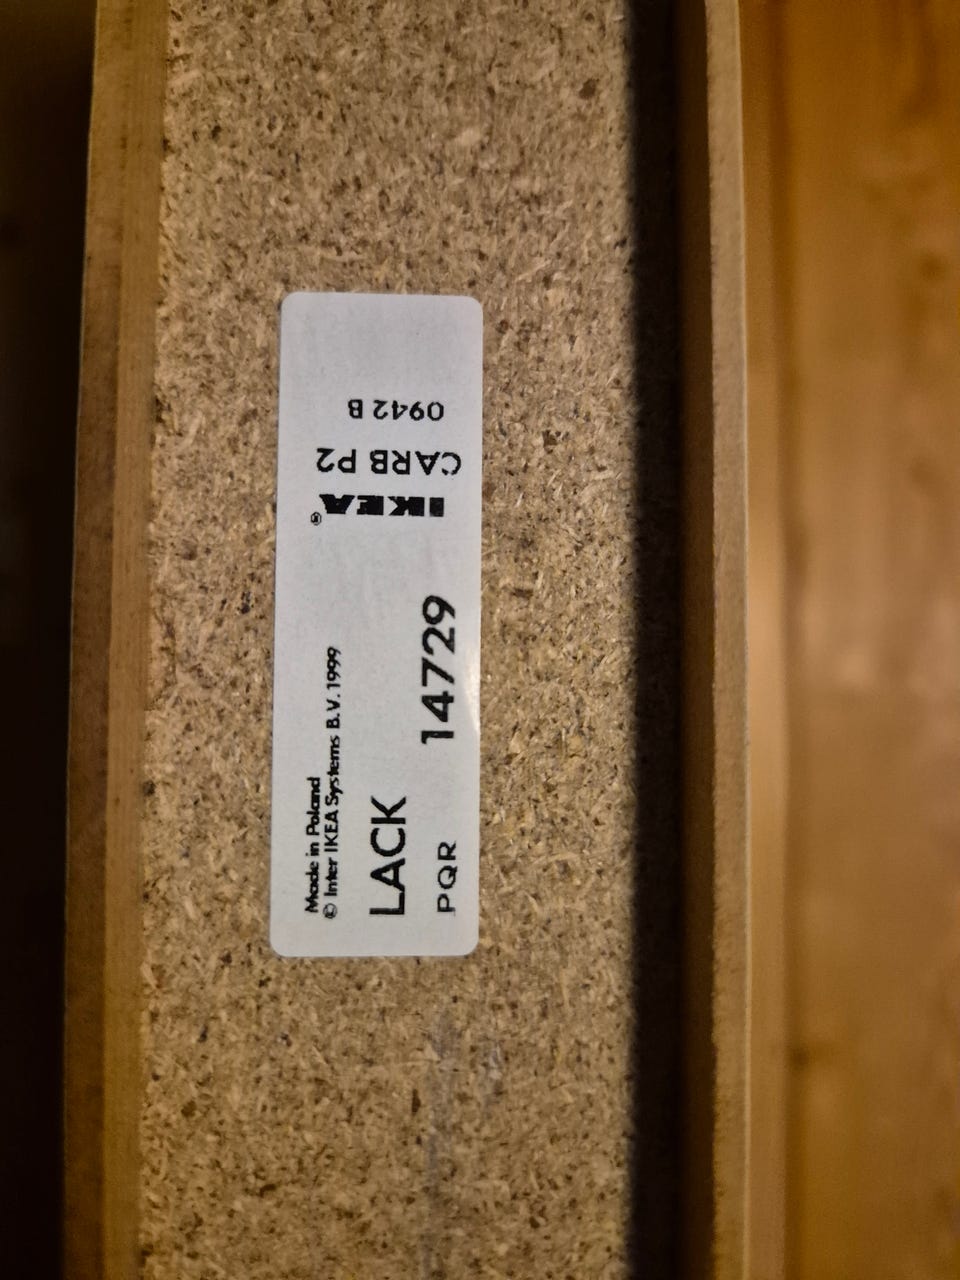 Made in Poland
© Inter IKEA Systems B.V. 1999
LACK
PQR 14729
IKEA®
CARB P2
0942 B